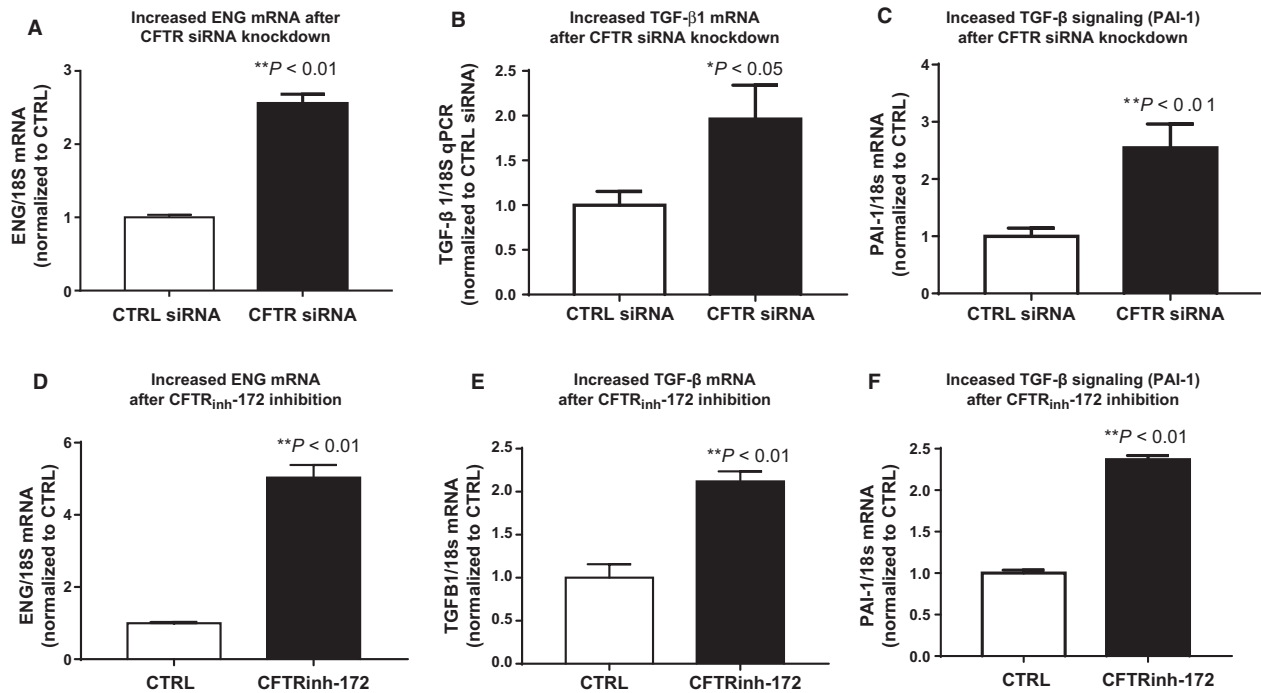 A
Increased ENG mRNA after
CFTR siRNA knockdown
**P < 0.01
3
2
1
0
ENG/18S mRNA
(normalized to CTRL)
CTRL siRNA
CFTR siRNA
B
Increased TGF-β1 mRNA
after CFTR siRNA knockdown
*P < 0.05
2.5
2.0
1.5
1.0
0.5
0.0
TGF-β 1/18S qPCR
(normalized to CTRL siRNA)
CTRL siRNA
CFTR siRNA
C
Inceased TGF-β signaling (PAI-1)
after CFTR siRNA knockdown
**P < 0.01
4
3
2
1
0
PAI-1/18s mRNA
(normalized to CTRL)
CTRL siRNA
CFTR siRNA
D
Increased ENG mRNA
after CFTRinh-172 inhibition
**P < 0.01
6
4
2
0
ENG/18S mRNA
(normalized to CTRL)
CTRL
CFTRinh-172
E
Increased TGF-β mRNA
after CFTRinh-172 inhibition
**P < 0.01
2.5
2.0
1.5
1.0
0.5
0.0
TGFB1/18s mRNA
(normalized to CTRL)
CTRL
CFTRinh-172
F
Inceased TGF-β signaling (PAI-1)
after CFTRinh-172 inhibition
**P < 0.01
2.5
2.0
1.5
1.0
0.5
0.0
PAI-1/18s mRNA
(normalized to CTRL)
CTRL
CFTRinh-172